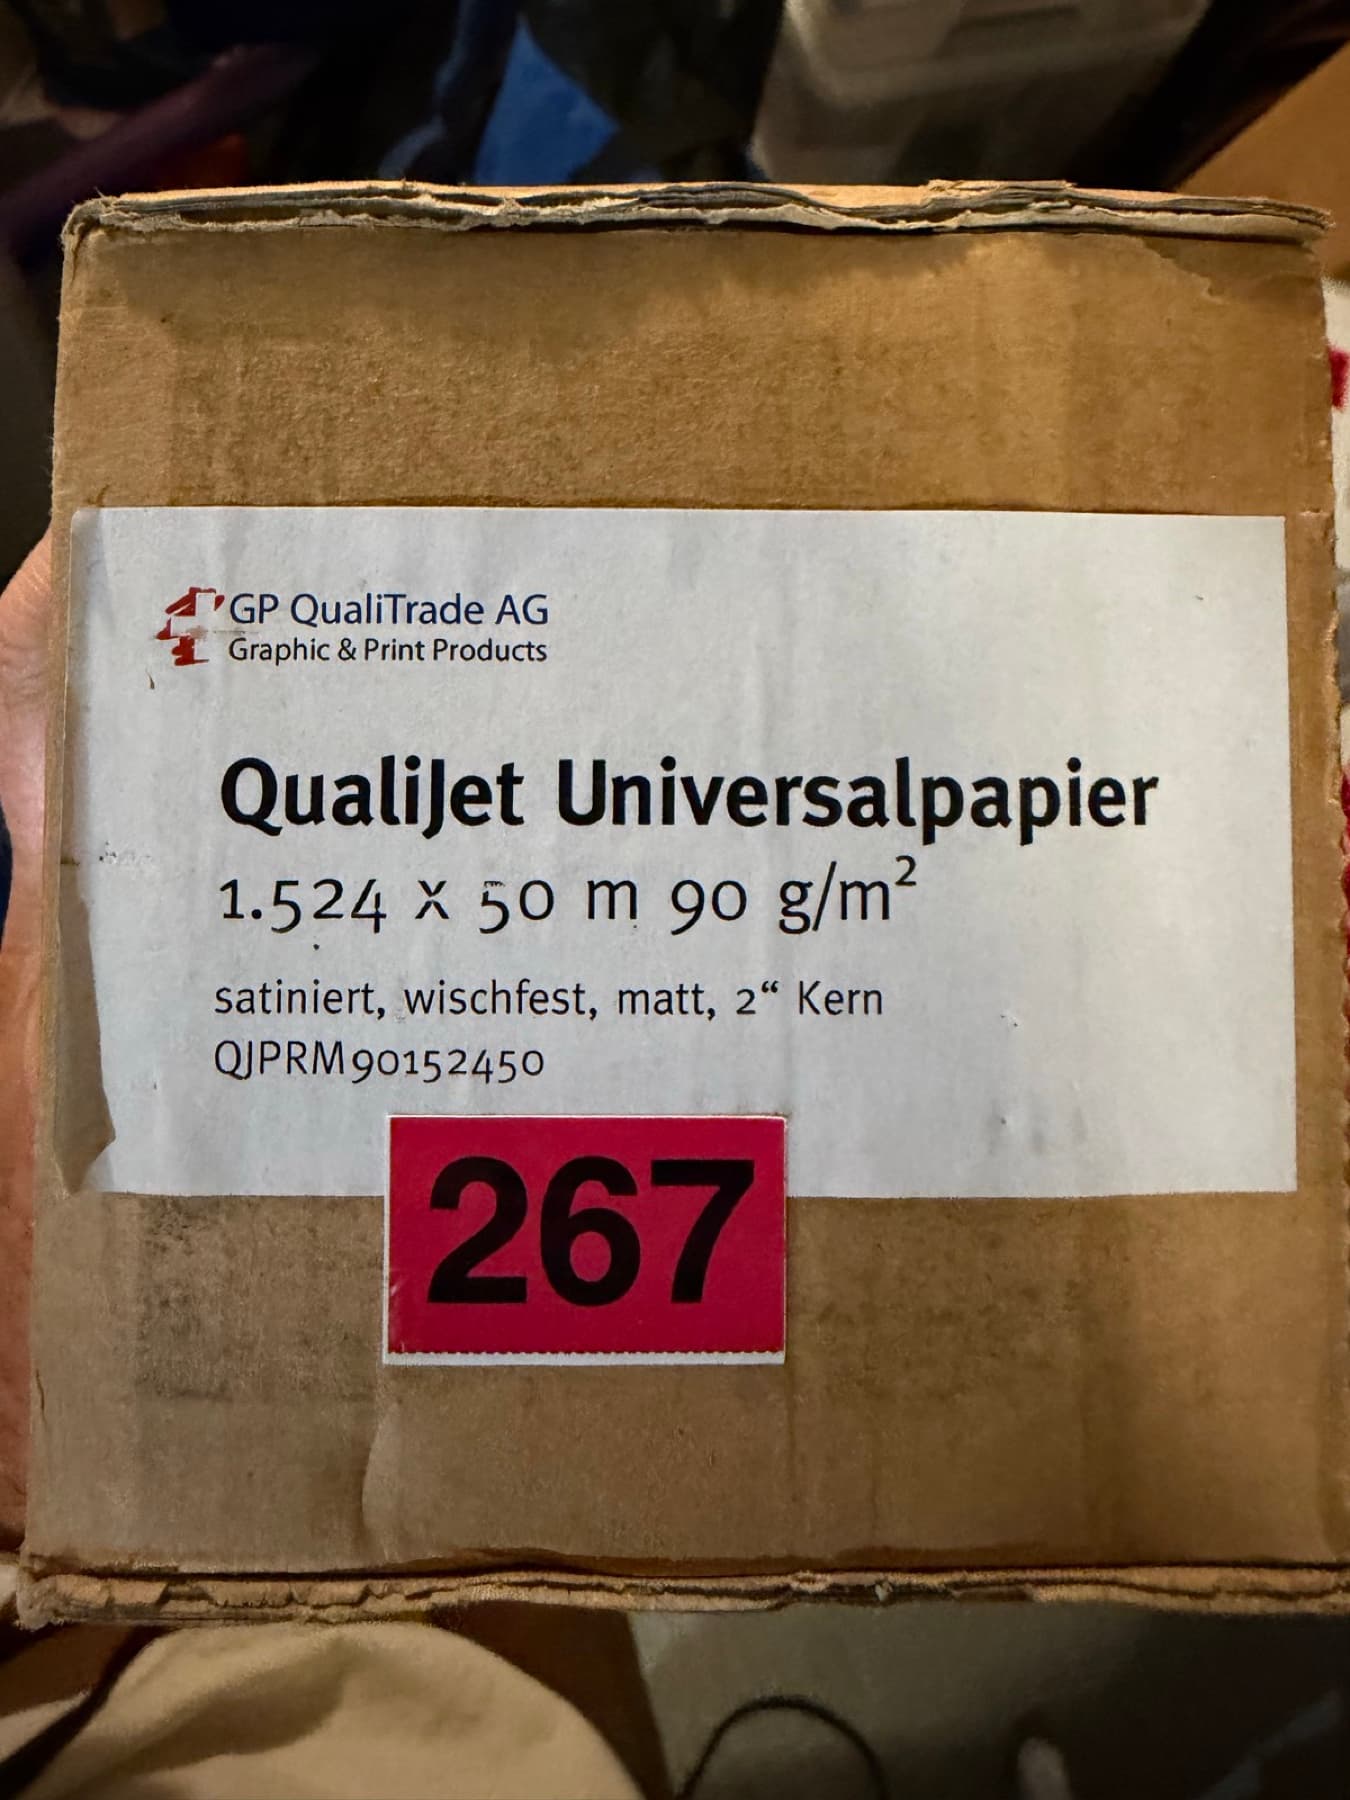 GP QualiTrade AG
Graphic & Print Products
QualiJet Universalpapier
1.524 x 50 m 90 g/m²
satiniert, wischfest, matt, 2“ Kern
QJPRM90152450
267